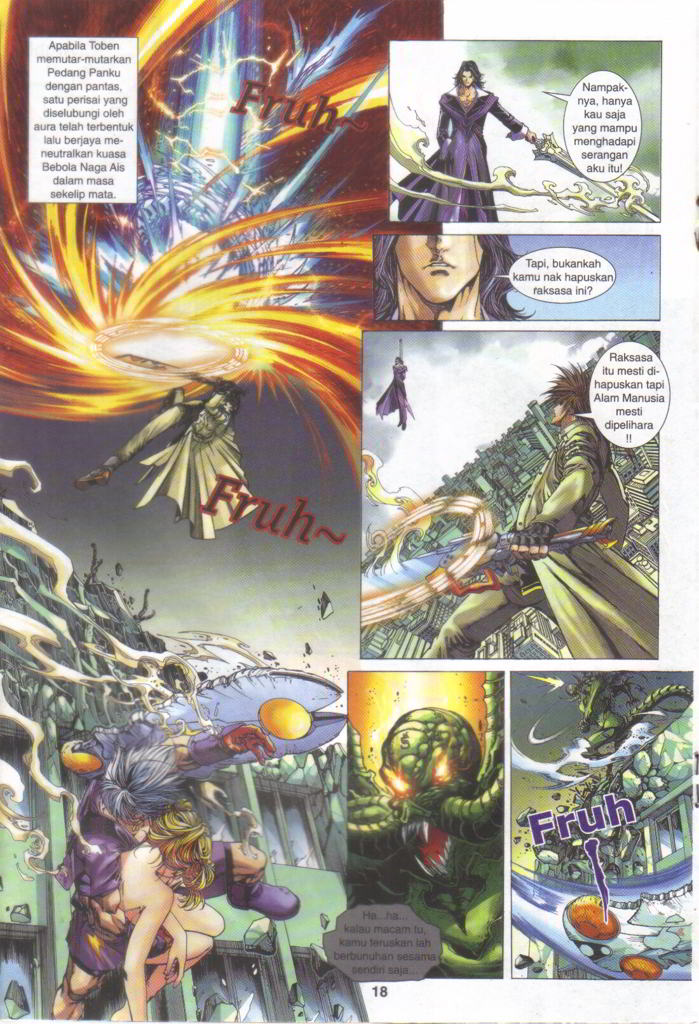 Apabila Toben
memutar-mutarkan
Pedang Panku
dengan pantas,
satu perisai yang
diselubungi oleh
aura telah terbentuk
lalu berjaya me-
neutralkan kuasa
Bebola Naga Ais
dalam masa
sekelip mata.
Fruh~
Nampak-
nya, hanya
kau saja
yang mampu
menghadapi
serangan
aku itu!
Tapi, bukankah
kamu nak hapuskan
raksasa ini?
Raksasa
itu mesti di-
hapuskan tapi
Alam Manusia
mesti
dipelihara
!!
Fruh~
Ha...ha...
kalau macam tu,
kamu teruskan lah
berbunuhan sesama
sendiri saja...
Fruh
18